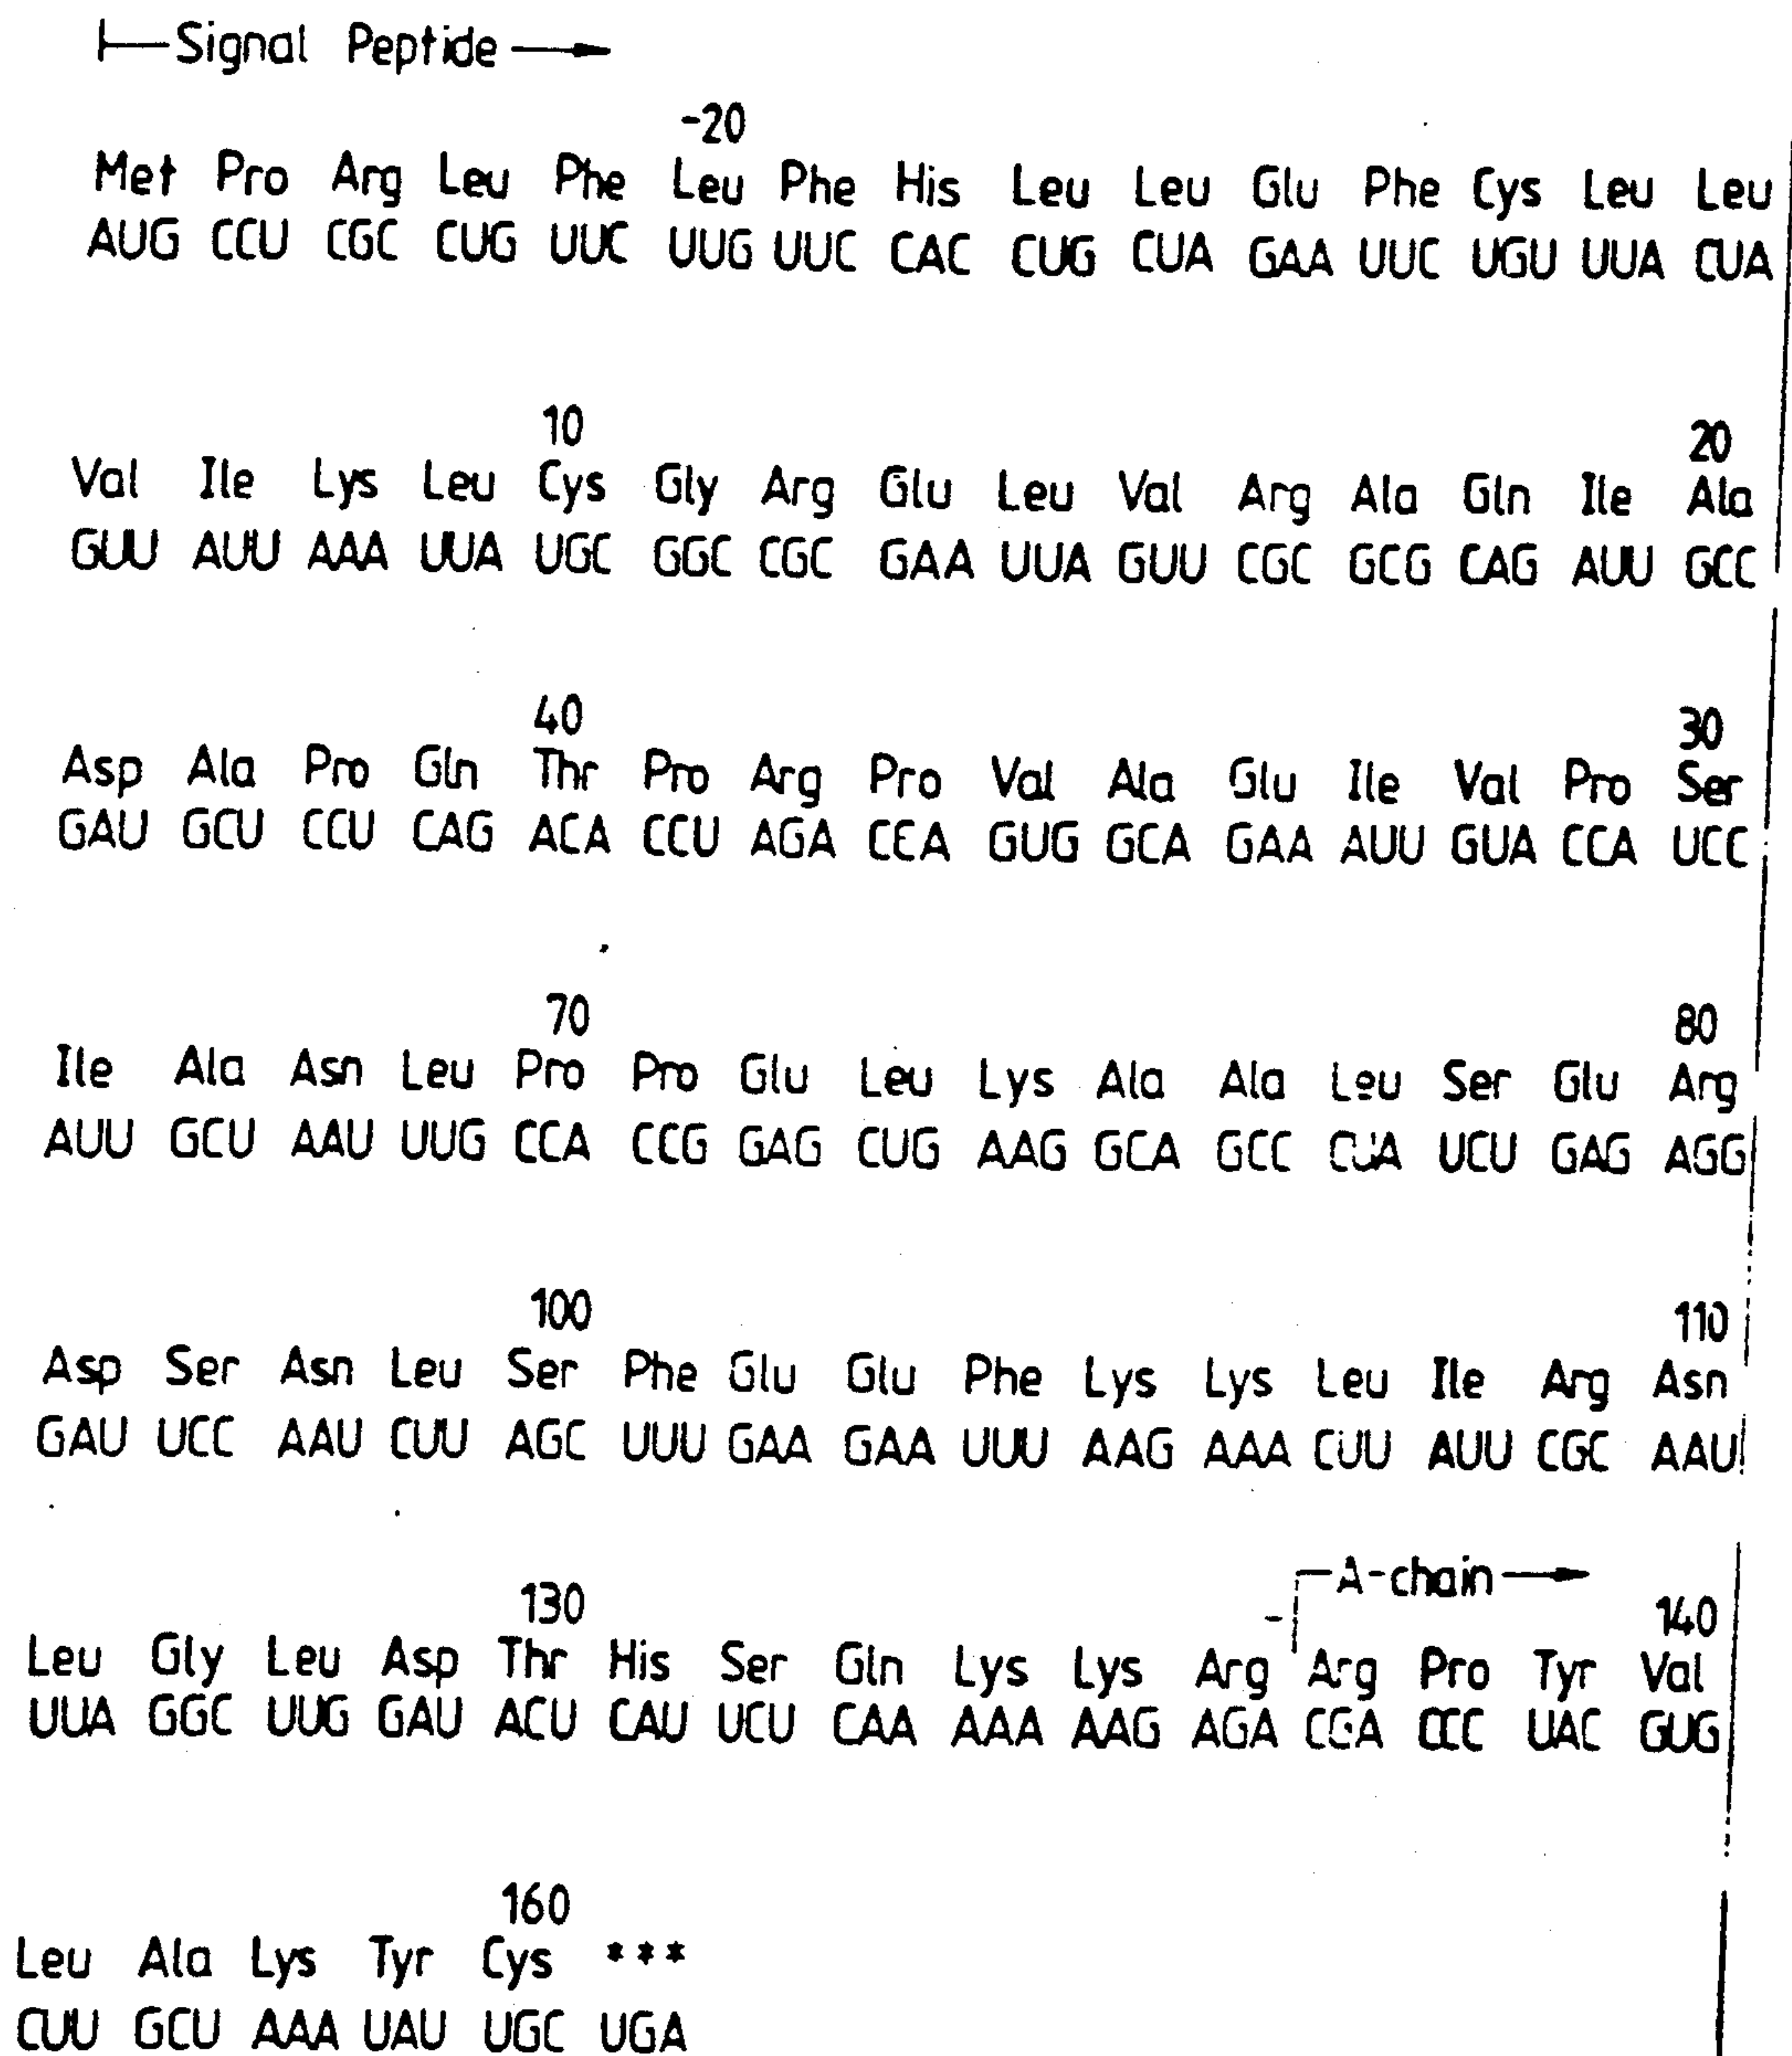 Signal Peptide
-20
Met Pro Arg Leu Phe Leu Phe His Leu Leu Glu Phe Cys Leu Leu
AUG CCU CGC CUG UUC UUG UUC CAC CUG CUA GAA UUC UGU UUA CUA
10 20
Val Ile Lys Leu Cys Gly Arg Glu Leu Val Arg Ala Gln Ile Ala
GUU AUU AAA UUA UGC GGC CGC GAA UUA GUU CGC GCG CAG AUU GCC
40 30
Asp Ala Pro Gln Thr Pro Arg Pro Val Ala Glu Ile Val Pro Ser
GAU GCU CCU CAG ACA CCU AGA CCA GUG GCA GAA AUU GUA CCA UCC
70 80
Ile Ala Asn Leu Pro Pro Glu Leu Lys Ala Ala Leu Ser Glu Arg
AUU GCU AAU UUG CCA CCG GAG CUG AAG GCA GCC CUA UCU GAG AGG
100 110
Asp Ser Asn Leu Ser Phe Glu Glu Phe Lys Lys Leu Ile Arg Asn
GAU UCC AAU CUU AGC UUU GAA GAA UUU AAG AAA CUU AUU CGC AAU
A-chain
130 140
Leu Gly Leu Asp Thr His Ser Gln Lys Lys Arg Arg Pro Tyr Val
UUA GGC UUG GAU ACU CAU UCU CAA AAA AAG AGA CGA CCC UAC GUG
160
Leu Ala Lys Tyr Cys ***
CUU GCU AAA UAU UGC UGA